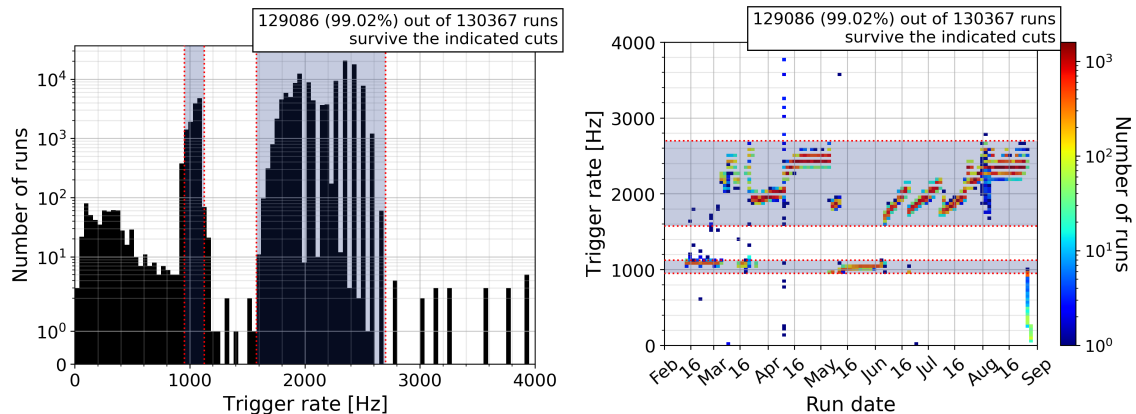 129086 (99.02%) out of 130367 runs
survive the indicated cuts
Number of runs
10⁴
10³
10²
10¹
10⁰
0
0
1000
2000
3000
4000
Trigger rate [Hz]
129086 (99.02%) out of 130367 runs
survive the indicated cuts
Trigger rate [Hz]
4000
3000
2000
1000
0
Feb
16
Mar
16
Apr
16
May
16
Jun
16
Jul
16
Aug
16
Sep
Run date
10³
10²
10¹
10⁰
Number of runs